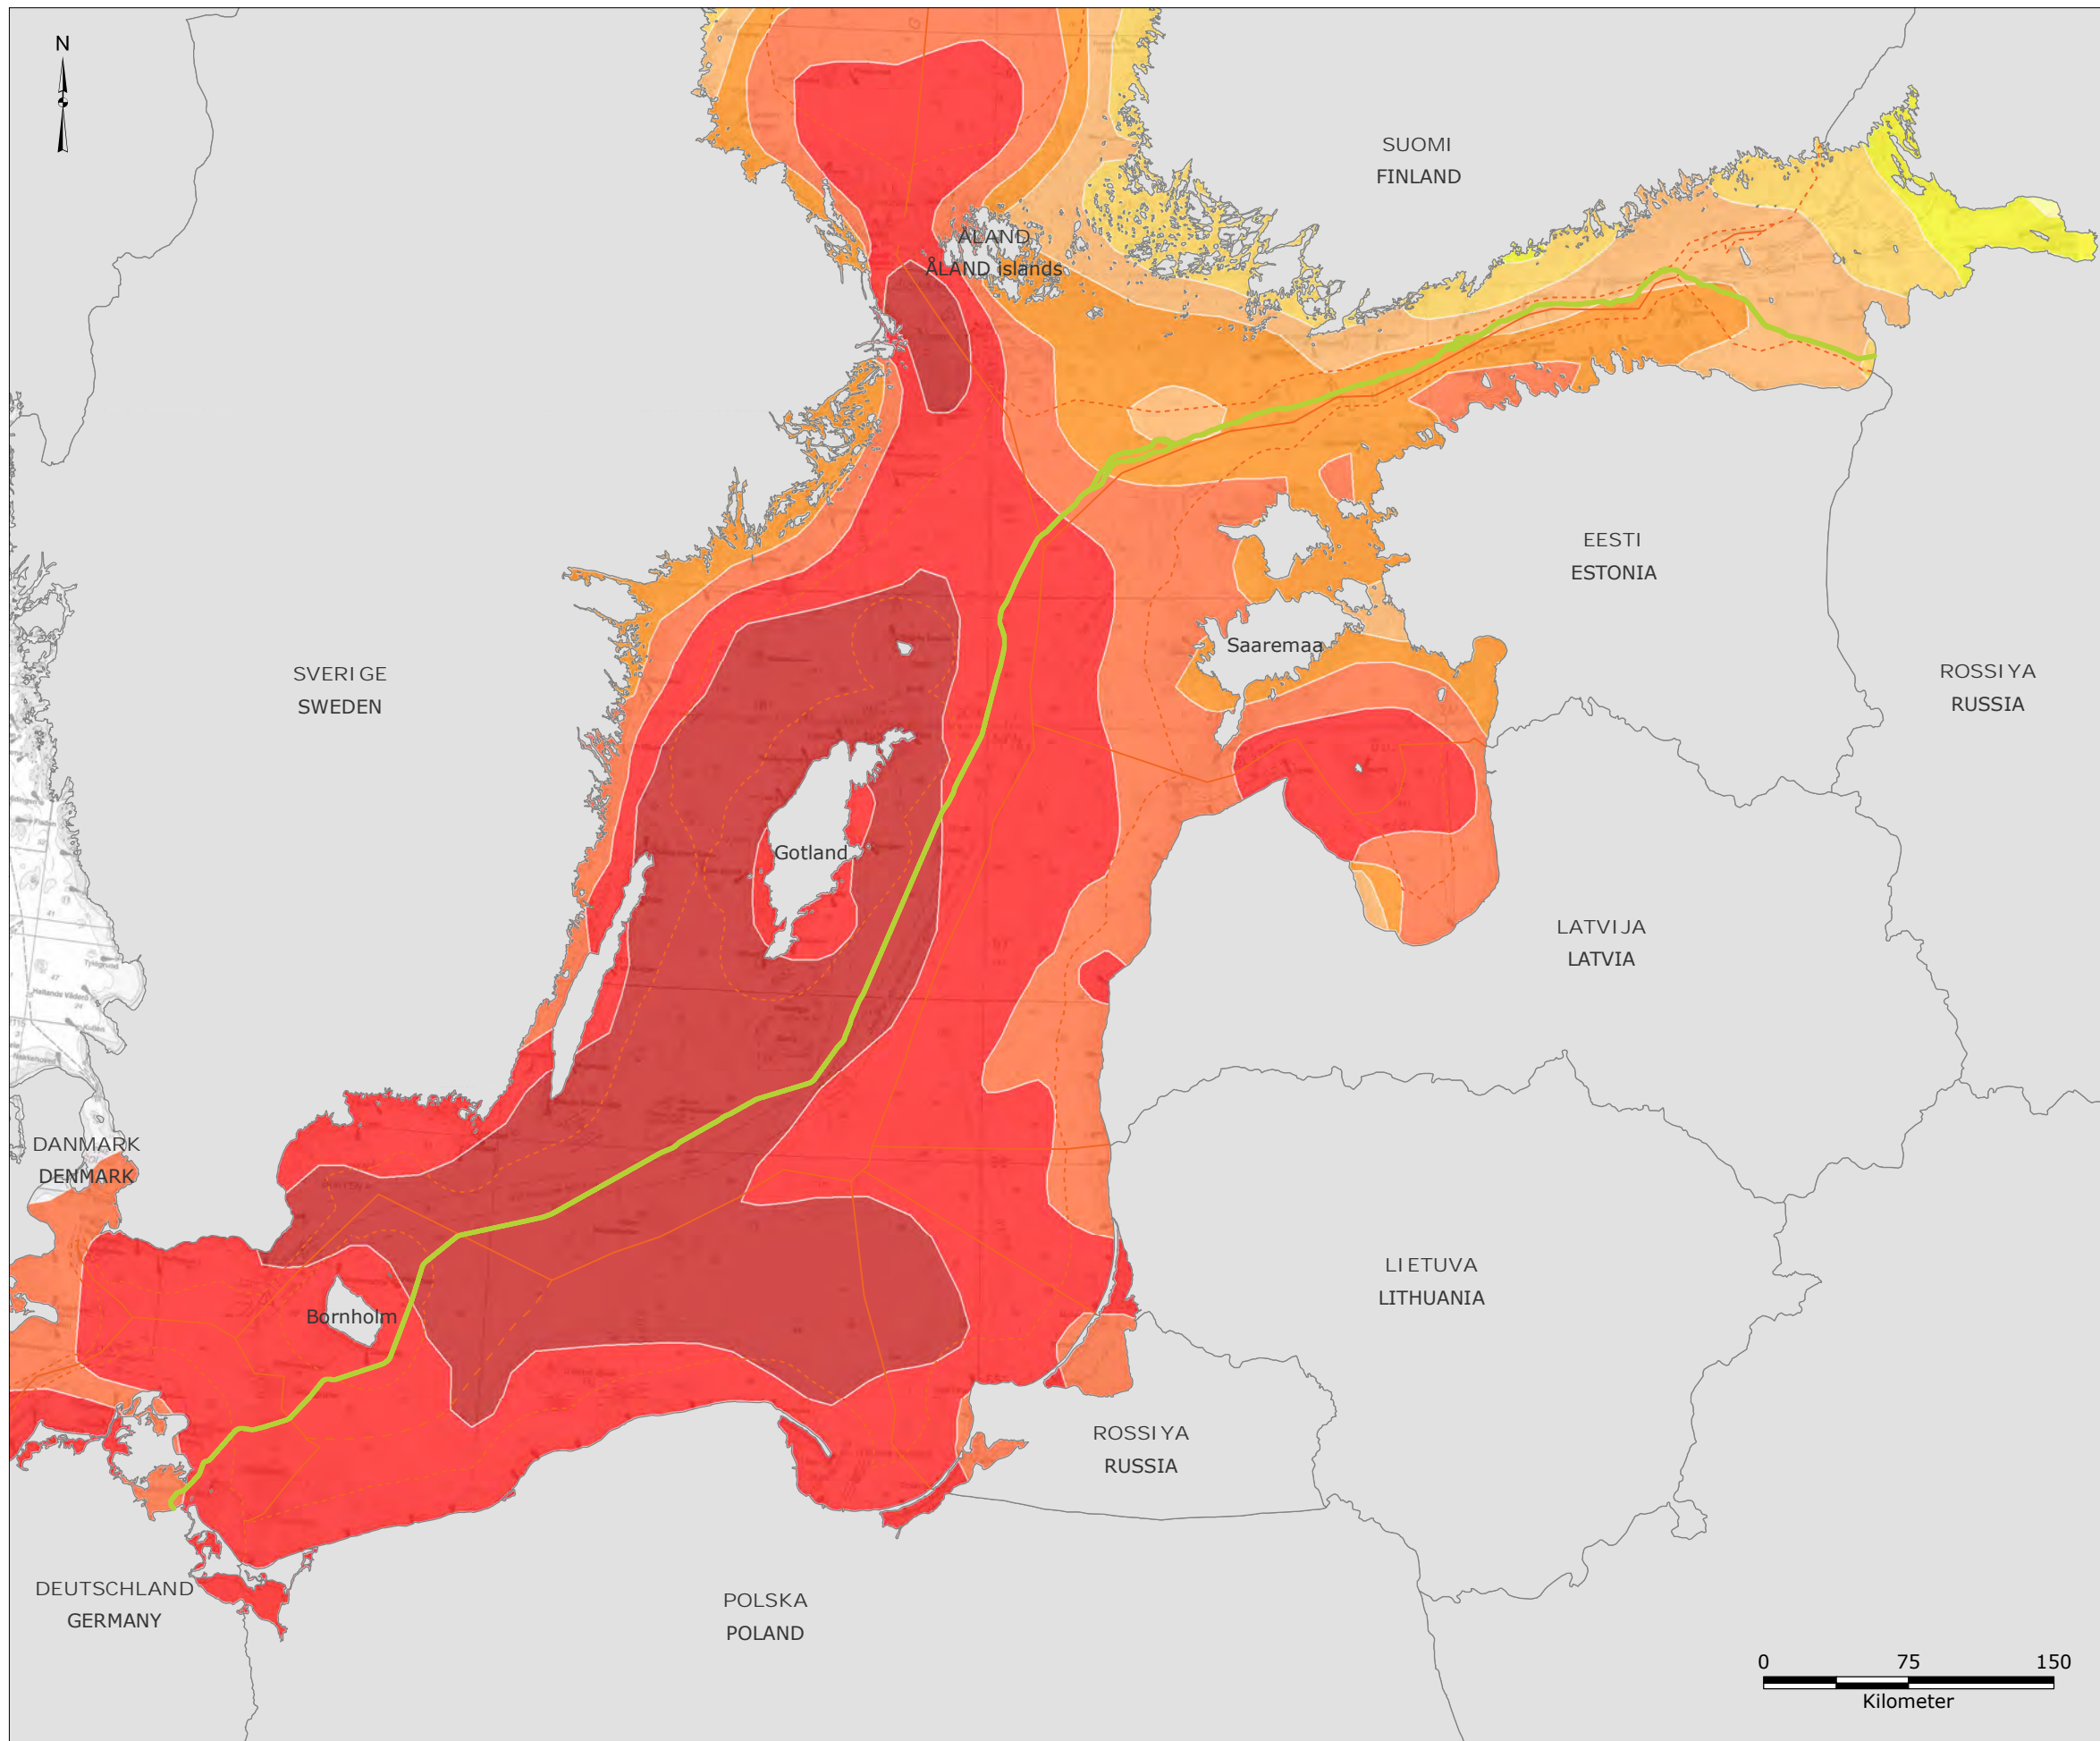 N
SUOMI
FINLAND
ÅLAND
ÅLAND islands
EESTI
ESTONIA
Saaremaa
ROSSIYA
RUSSIA
SVERIGE
SWEDEN
Gotland
LATVIJA
LATVIA
DANMARK
DENMARK
LIETUVA
LITHUANIA
Bornholm
ROSSIYA
RUSSIA
DEUTSCHLAND
GERMANY
POLSKA
POLAND
0 75 150
Kilometer